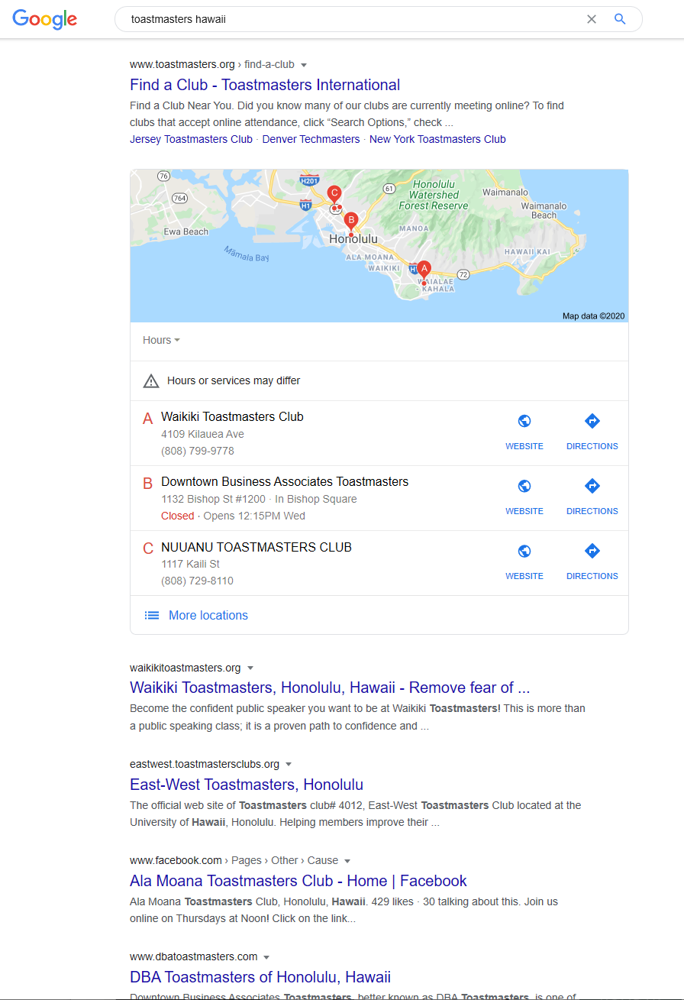 Google
toastmasters hawaii
www.toastmasters.org › find-a-club
Find a Club - Toastmasters International
Find a Club Near You. Did you know many of our clubs are currently meeting online? To find
clubs that accept online attendance, click “Search Options,” check ...
Jersey Toastmasters Club · Denver Techmasters · New York Toastmasters Club
76
H201
764
H1
C
61
Honolulu
Watershed
Forest Reserve
Waimanalo
Waimanalo
Beach
Ewa Beach
B
Honolulu
MANOA
Māmala Bay
ALA MOANA
WAIKIKI
HAWAII KAI
A
72
WAIALAE
- KAHALA
Map data ©2020
Hours
Hours or services may differ
A Waikiki Toastmasters Club
4109 Kilauea Ave
(808) 799-9778
WEBSITE DIRECTIONS
B Downtown Business Associates Toastmasters
1132 Bishop St #1200 · In Bishop Square
Closed · Opens 12:15PM Wed
WEBSITE DIRECTIONS
C NUUANU TOASTMASTERS CLUB
1117 Kaili St
(808) 729-8110
WEBSITE DIRECTIONS
More locations
waikikitoastmasters.org
Waikiki Toastmasters, Honolulu, Hawaii - Remove fear of ...
Become the confident public speaker you want to be at Waikiki Toastmasters! This is more than
a public speaking class; it is a proven path to confidence and ...
eastwest.toastmastersclubs.org
East-West Toastmasters, Honolulu
The official web site of Toastmasters club# 4012, East-West Toastmasters Club located at the
University of Hawaii, Honolulu. Helping members improve their ...
www.facebook.com › Pages › Other › Cause
Ala Moana Toastmasters Club - Home | Facebook
Ala Moana Toastmasters Club, Honolulu, Hawaii. 429 likes · 30 talking about this. Join us
online on Thursdays at Noon! Click on the link...
www.dbatoastmasters.com
DBA Toastmasters of Honolulu, Hawaii
Downtown Business Associates Toastmasters, better known as DBA Toastmasters, is one of